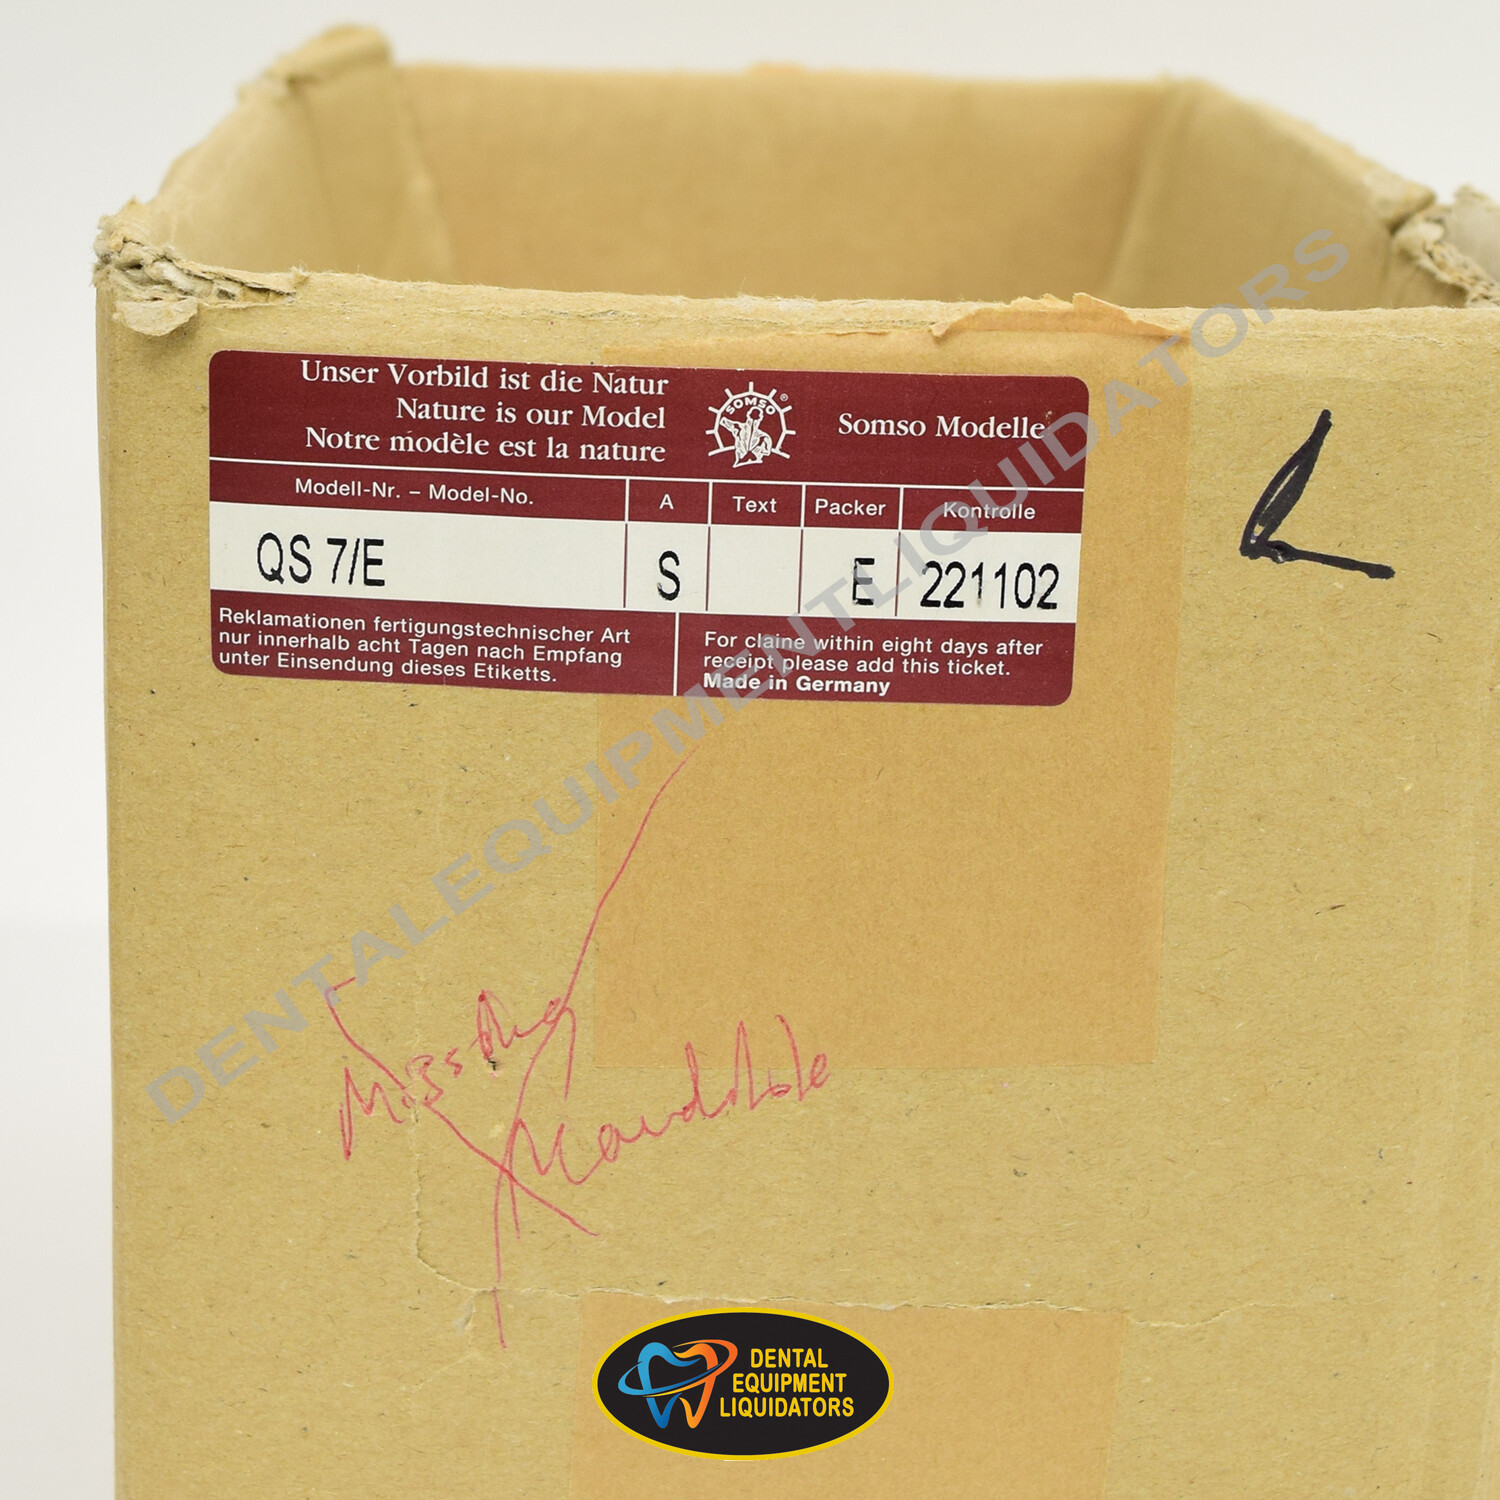 Unser Vorbild ist die Natur
Nature is our Model
Notre modèle est la nature
SOMSO ®
Somso Modelle
Modell-Nr. – Model-No.
A
Text
Packer
Kontrolle
QS 7/E
S
E
221102
Reklamationen fertigungstechnischer Art
nur innerhalb acht Tagen nach Empfang
unter Einsendung dieses Etiketts.
For claine within eight days after
receipt please add this ticket.
Made in Germany
DENTALEQUIPMENTLIQUIDATORS
Missing
Mandible
DENTAL
EQUIPMENT
LIQUIDATORS